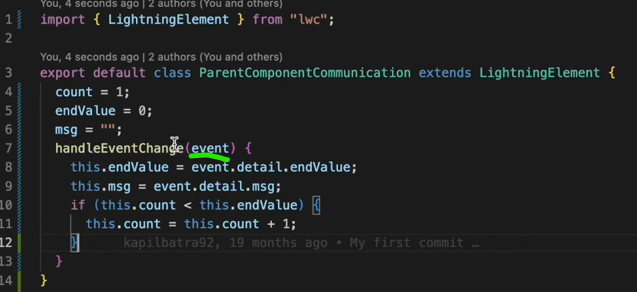 You, 4 seconds ago | 2 authors (You and others)
1 import { LightningElement } from "lwc";
2
You, 4 seconds ago | 2 authors (You and others)
3 export default class ParentComponentCommunication extends LightningElement {
4 count = 1;
5 endValue = 0;
6 msg = "";
7 handleEventChange(event) {
8 this.endValue = event.detail.endValue;
9 this.msg = event.detail.msg;
10 if (this.count < this.endValue) {
11 this.count = this.count + 1;
12 } kapilbatra92, 19 months ago • My first commit …
13 }
14 }